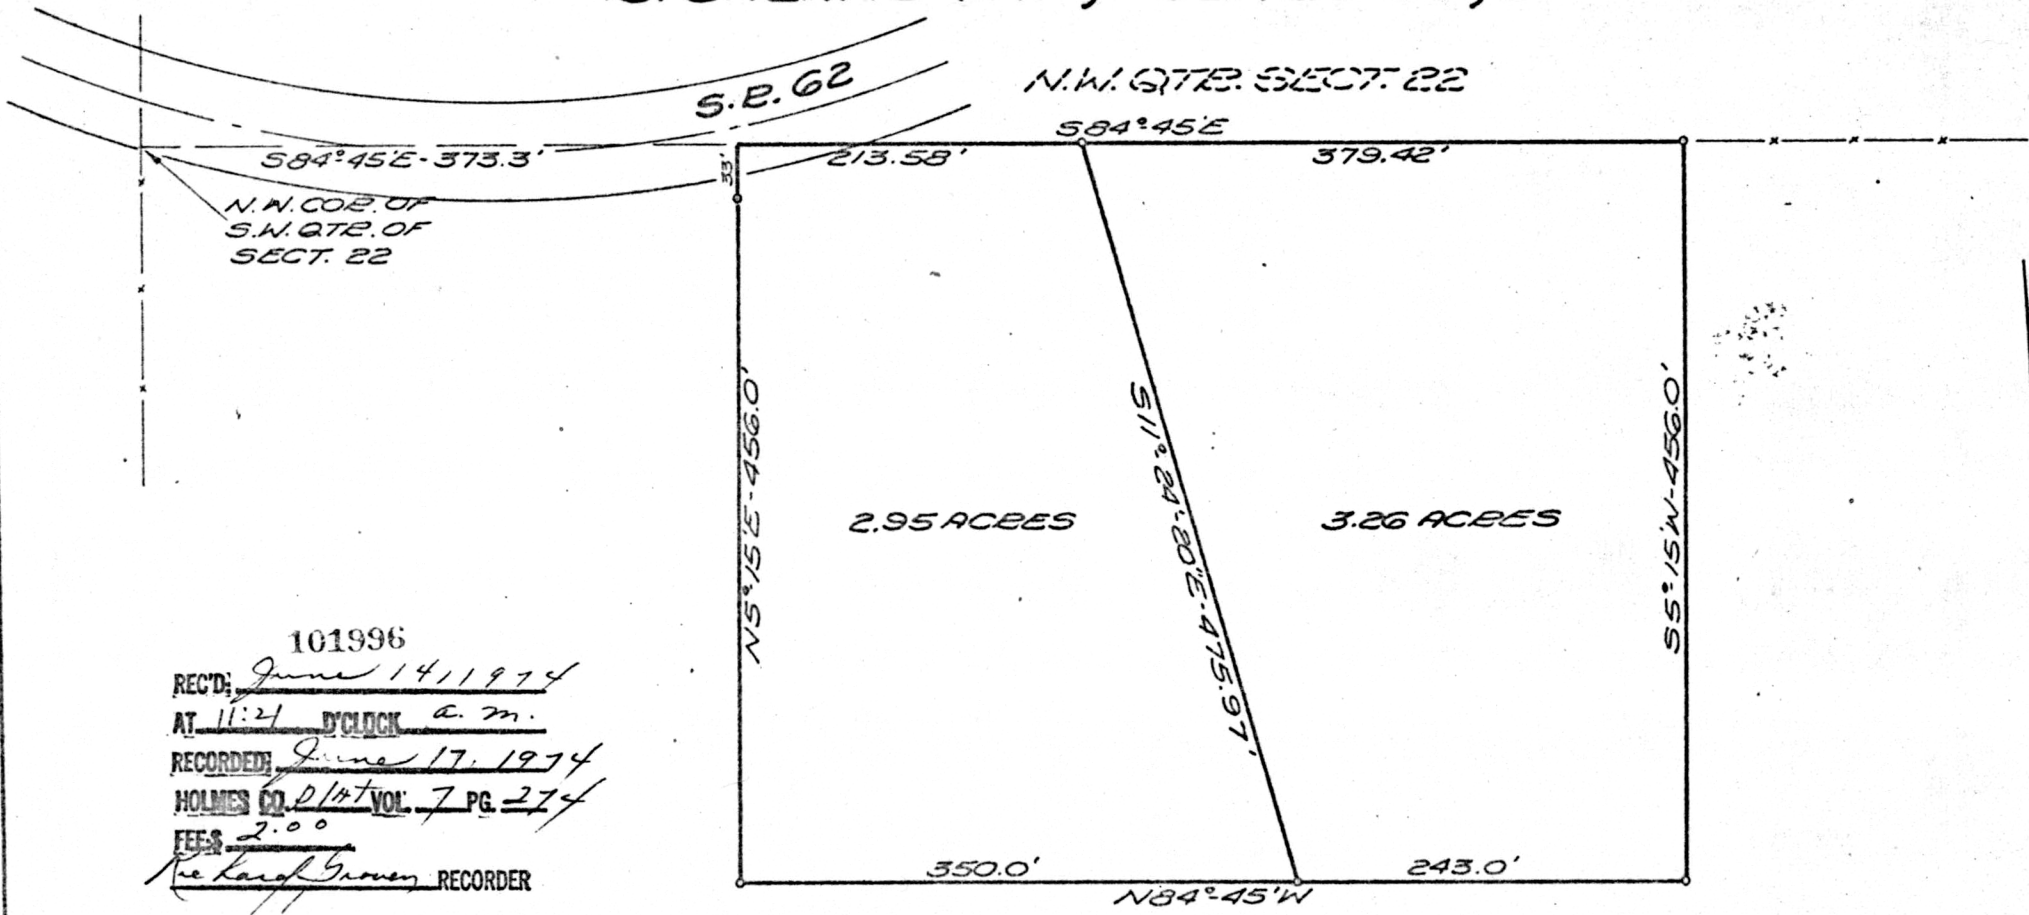 S.R. 62
N.W. QTR. SECT. 22
S84°45'E
S84°45'E-373.3'
33'
213.58'
379.42'
N.W. COR. OF
S.W. QTR. OF
SECT. 22
N5°-15'E-456.0'
S11°-24'-20"E-475.97'
S5°-15'W-456.0'
2.95 ACRES
3.26 ACRES
101996
REC'D: June 14, 1974
AT 11:21 O'CLOCK a.m.
RECORDED: June 17, 1974
HOLMES CO. Plat VOL. 7 PG. 274
FEE $ 2.00
RECORDER
350.0'
243.0'
N84°-45'W